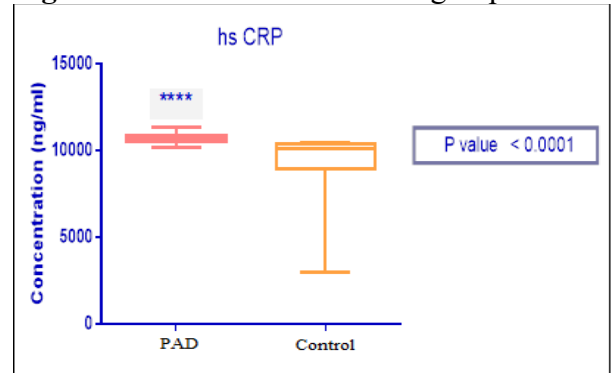 hs CRP
15000
10000
5000
0
Concentration (ng/ml)
****
P value < 0.0001
PAD
Control